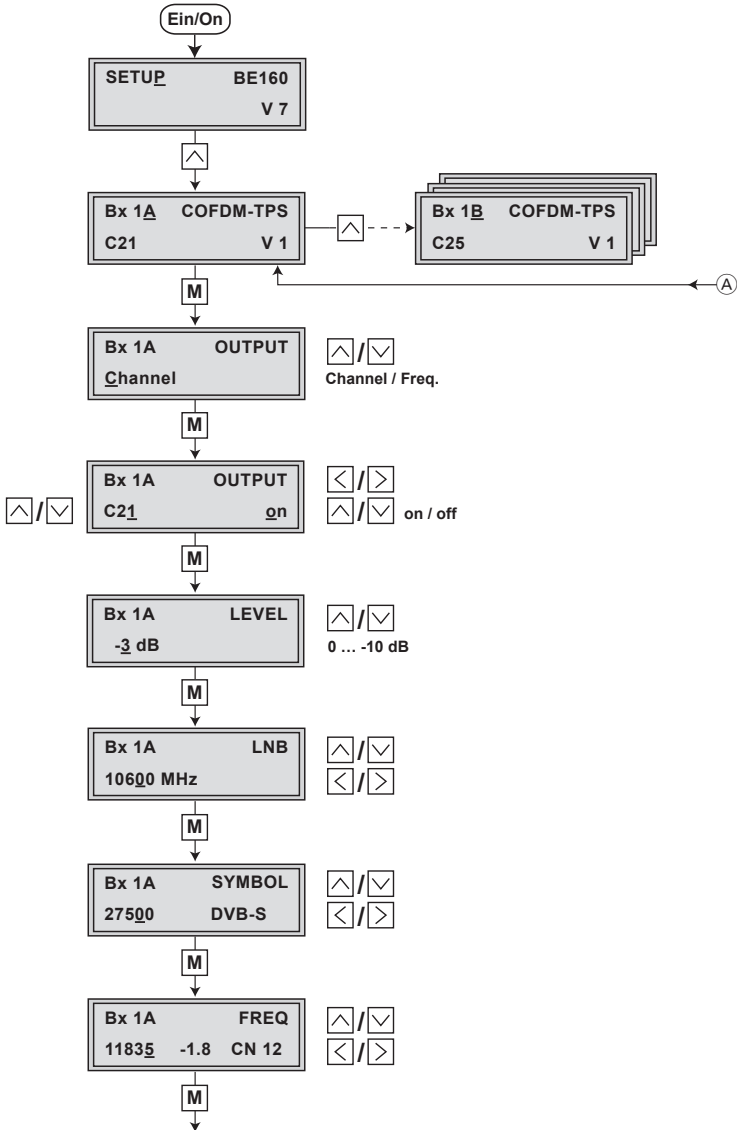 Ein/On
SETUP BE160
V 7
Bx 1A COFDM-TPS
C21 V 1
Bx 1B COFDM-TPS
C25 V 1
A
M
Bx 1A OUTPUT
Channel
/
Channel / Freq.
M
Bx 1A OUTPUT
C21 on
/
< / >
/ on / off
M
Bx 1A LEVEL
-3 dB
/
0 … -10 dB
M
Bx 1A LNB
10600 MHz
/
< / >
M
Bx 1A SYMBOL
27500 DVB-S
/
< / >
M
Bx 1A FREQ
11835 -1.8 CN 12
/
< / >
M